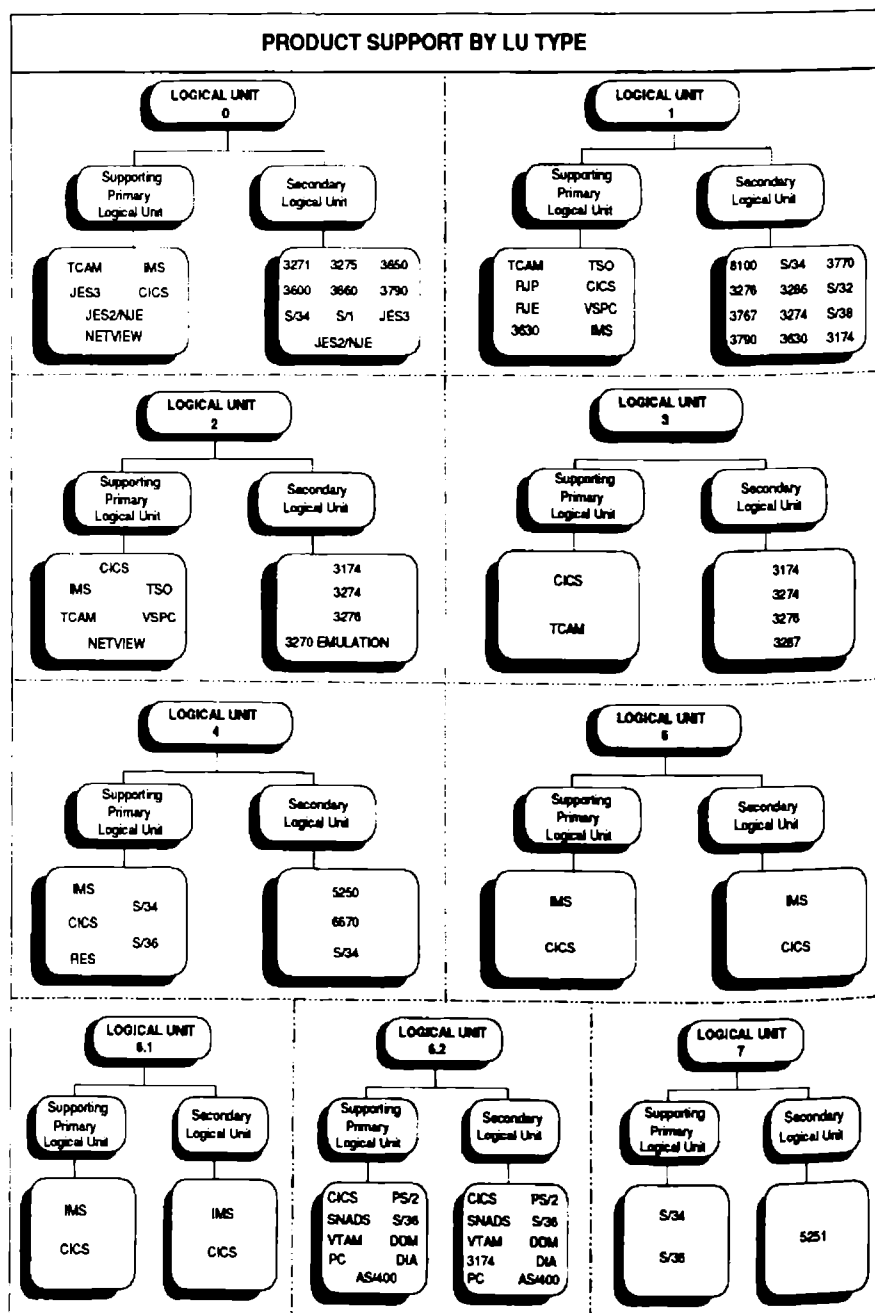 PRODUCT SUPPORT BY LU TYPE
LOGICAL UNIT
0
Supporting
Primary
Logical Unit
Secondary
Logical Unit
TCAM IMS
JES3 CICS
JES2/NJE
NETVIEW
3271 3275 3650
3600 3660 3790
S/34 S/1 JES3
JES2/NJE
LOGICAL UNIT
1
Supporting
Primary
Logical Unit
Secondary
Logical Unit
TCAM TSO
RJP CICS
RJE VSPC
3630 IMS
8100 S/34 3770
3276 3286 S/32
3767 3274 S/38
3790 3630 3174
LOGICAL UNIT
2
Supporting
Primary
Logical Unit
Secondary
Logical Unit
CICS
IMS TSO
TCAM VSPC
NETVIEW
3174
3274
3276
3270 EMULATION
LOGICAL UNIT
3
Supporting
Primary
Logical Unit
Secondary
Logical Unit
CICS
TCAM
3174
3274
3276
3287
LOGICAL UNIT
4
Supporting
Primary
Logical Unit
Secondary
Logical Unit
IMS
S/34
CICS
S/36
RES
5250
6670
S/34
LOGICAL UNIT
6
Supporting
Primary
Logical Unit
Secondary
Logical Unit
IMS
CICS
IMS
CICS
LOGICAL UNIT
6.1
Supporting
Primary
Logical Unit
Secondary
Logical Unit
IMS
CICS
IMS
CICS
LOGICAL UNIT
6.2
Supporting
Primary
Logical Unit
Secondary
Logical Unit
CICS PS/2
SNADS S/36
VTAM DDM
PC DIA
AS/400
CICS PS/2
SNADS S/36
VTAM DDM
3174 DIA
PC AS/400
LOGICAL UNIT
7
Supporting
Primary
Logical Unit
Secondary
Logical Unit
S/34
S/36
5251